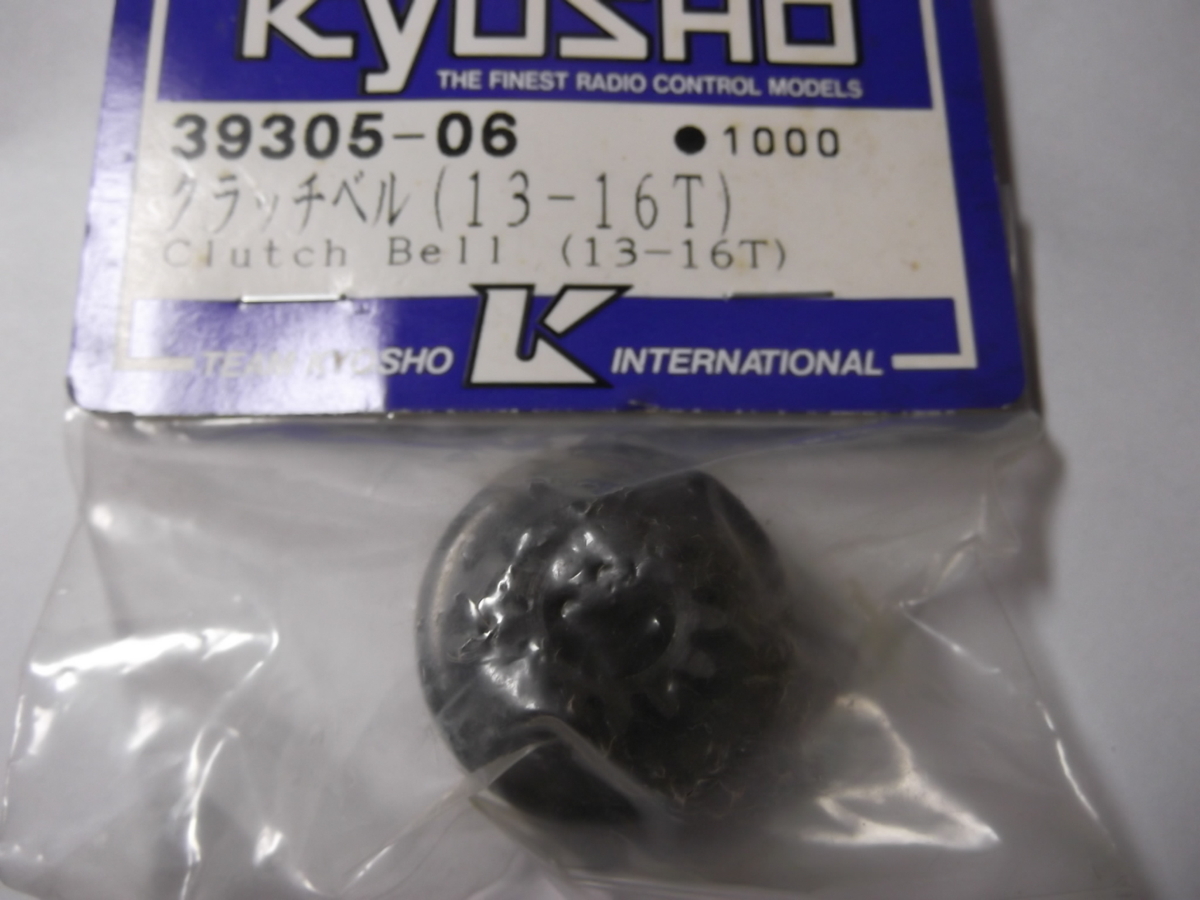 KYOSHO
THE FINEST RADIO CONTROL MODELS
39305-06 ●1000
クラッチベル(13-16T)
Clutch Bell (13-16T)
TEAM KYOSHO K INTERNATIONAL